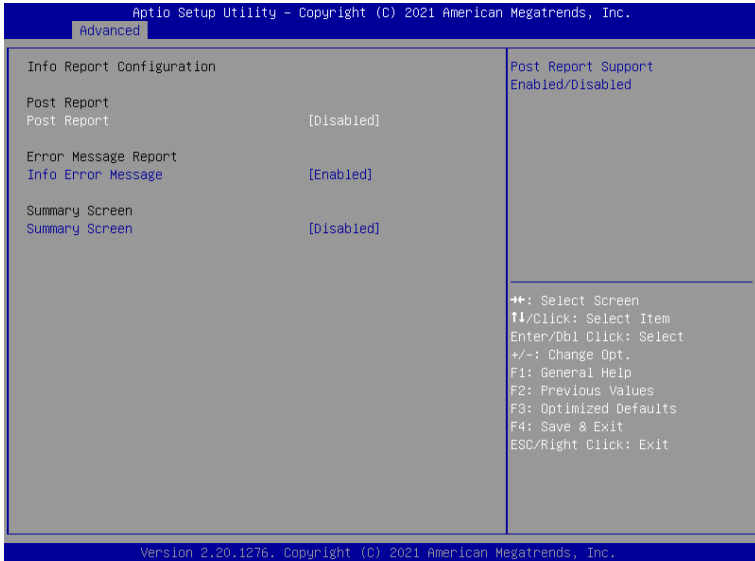 Aptio Setup Utility – Copyright (C) 2021 American Megatrends, Inc.
Advanced
Info Report Configuration
Post Report
Post Report [Disabled]
Error Message Report
Info Error Message [Enabled]
Summary Screen
Summary Screen [Disabled]
Post Report Support
Enabled/Disabled
→←: Select Screen
↑↓/Click: Select Item
Enter/Dbl Click: Select
+/-: Change Opt.
F1: General Help
F2: Previous Values
F3: Optimized Defaults
F4: Save & Exit
ESC/Right Click: Exit
Version 2.20.1276. Copyright (C) 2021 American Megatrends, Inc.